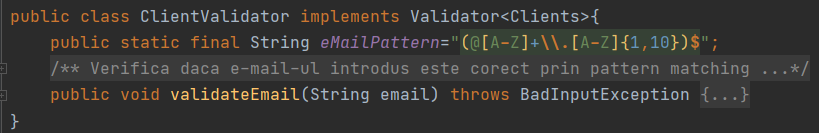 public class ClientValidator implements Validator<Clients>{
public static final String eMailPattern="(@[A-Z]+\\.[A-Z]{1,10})$";
/** Verifica daca e-mail-ul introdus este corect prin pattern matching ...*/
public void validateEmail(String email) throws BadInputException {...}
}